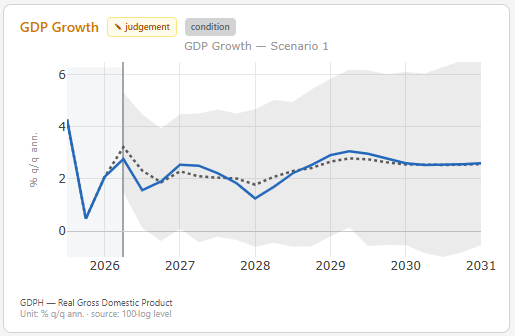 GDP Growth judgement condition
GDP Growth — Scenario 1
% q/q ann.
6
4
2
0
2026 2027 2028 2029 2030 2031
GDPH — Real Gross Domestic Product
Unit: % q/q ann. · source: 100·log level